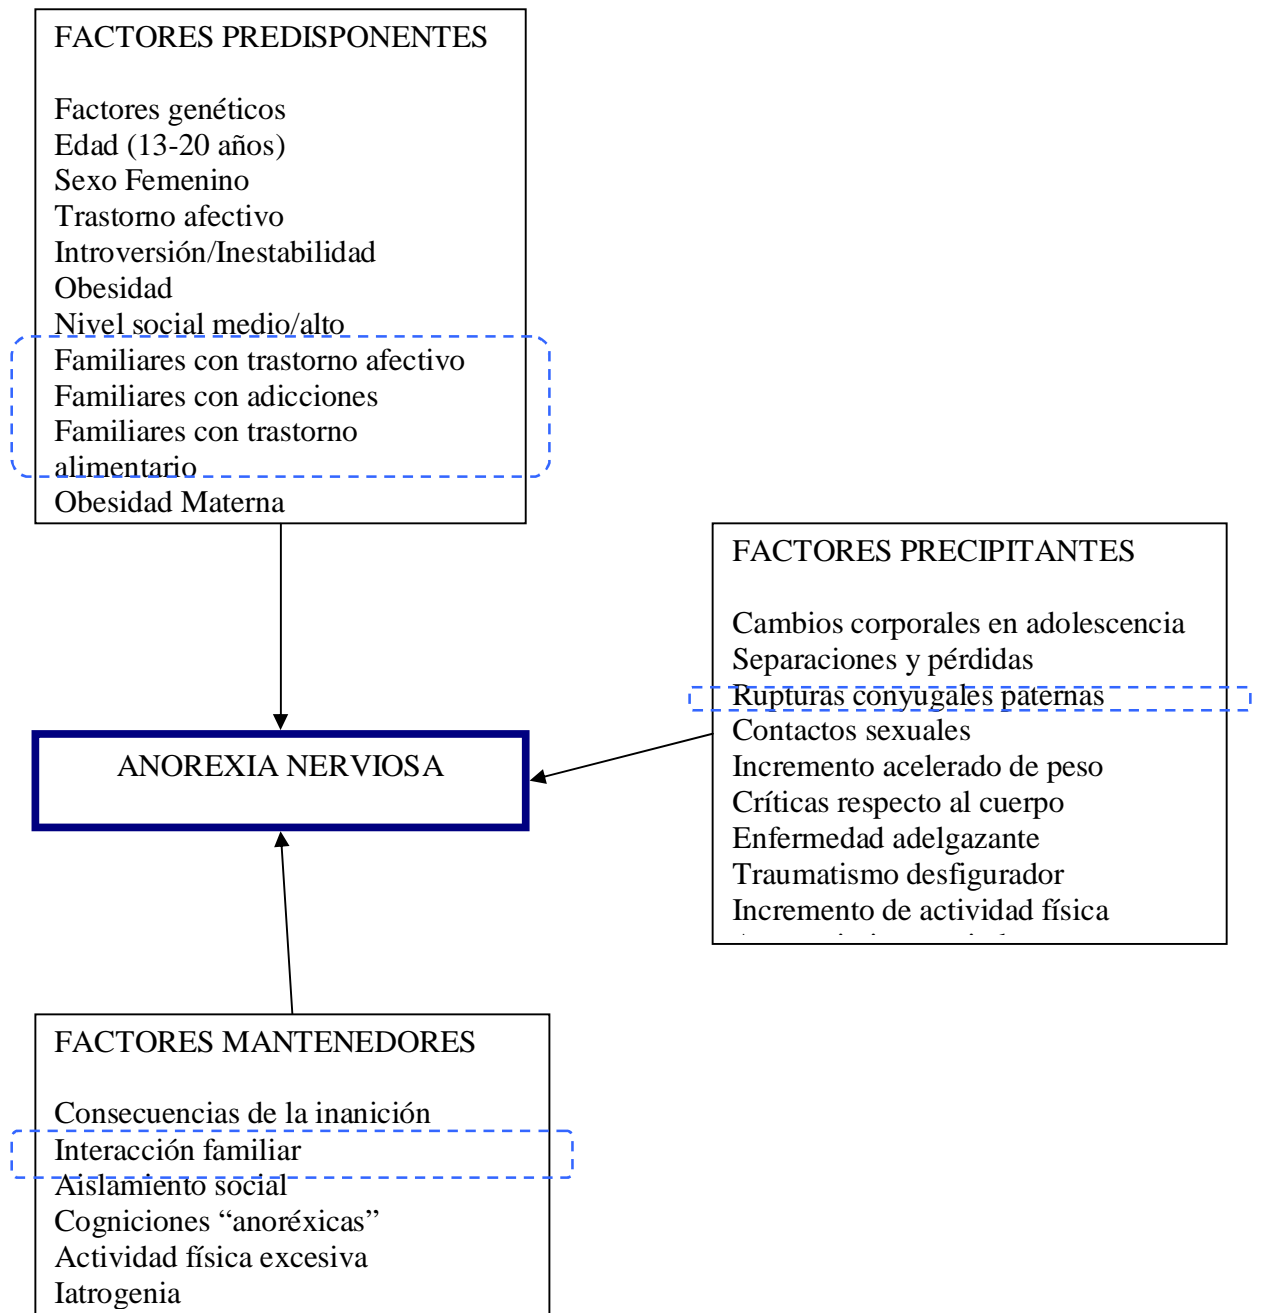 FACTORES PREDISPONENTES
Factores genéticos
Edad (13-20 años)
Sexo Femenino
Trastorno afectivo
Introversión/Inestabilidad
Obesidad
Nivel social medio/alto
Familiares con trastorno afectivo
Familiares con adicciones
Familiares con trastorno
alimentario
Obesidad Materna
FACTORES PRECIPITANTES
Cambios corporales en adolescencia
Separaciones y pérdidas
Rupturas conyugales paternas
Contactos sexuales
Incremento acelerado de peso
Críticas respecto al cuerpo
Enfermedad adelgazante
Traumatismo desfigurador
Incremento de actividad física
ANOREXIA NERVIOSA
FACTORES MANTENEDORES
Consecuencias de la inanición
Interacción familiar
Aislamiento social
Cogniciones “anoréxicas”
Actividad física excesiva
Iatrogenia